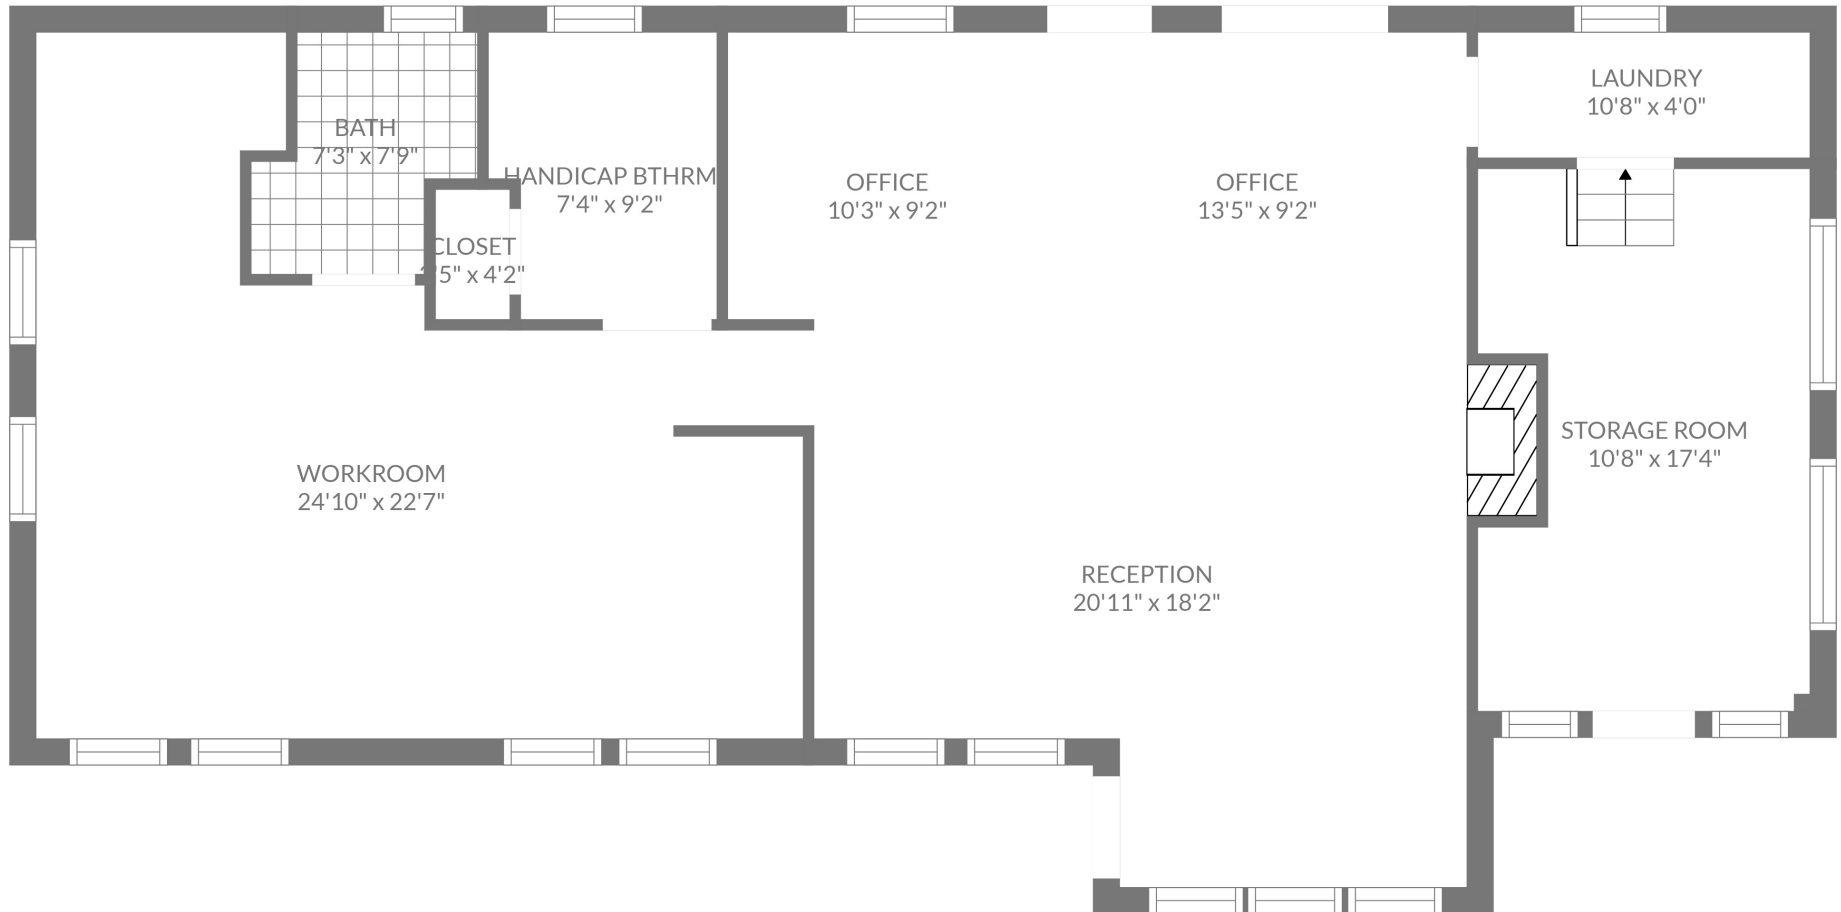 BATH
7'3" x 7'9"
HANDICAP BTHRM
7'4" x 9'2"
CLOSET
5" x 4'2"
OFFICE
10'3" x 9'2"
OFFICE
13'5" x 9'2"
LAUNDRY
10'8" x 4'0"
WORKROOM
24'10" x 22'7"
RECEPTION
20'11" x 18'2"
STORAGE ROOM
10'8" x 17'4"